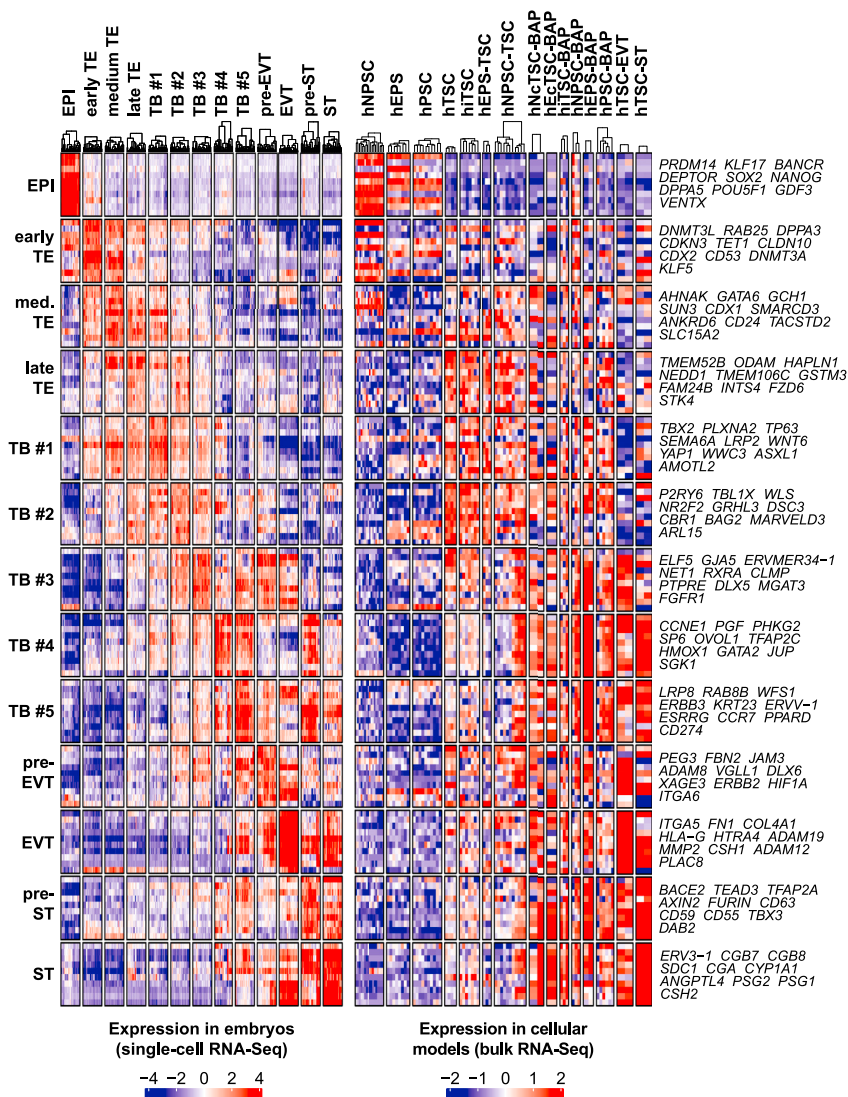 EPI
early TE
medium TE
late TE
TB #1
TB #2
TB #3
TB #4
TB #5
pre-EVT
EVT
pre-ST
ST
hNPSC
hEPS
hPSC
hTSC
hiTSC
hEPS-TSC
hNPSC-TSC
hNcTSC-BAP
hEcTSC-BAP
hiTSC-BAP
hNPSC-BAP
hEPS-BAP
hPSC-BAP
hTSC-EVT
hTSC-ST
EPI
PRDM14 KLF17 BANCR
DEPTOR SOX2 NANOG
DPPA5 POU5F1 GDF3
VENTX
early
TE
DNMT3L RAB25 DPPA3
CDKN3 TET1 CLDN10
CDX2 CD53 DNMT3A
KLF5
med.
TE
AHNAK GATA6 GCH1
SUN3 CDX1 SMARCD3
ANKRD6 CD24 TACSTD2
SLC15A2
late
TE
TMEM52B ODAM HAPLN1
NEDD1 TMEM106C GSTM3
FAM24B INTS4 FZD6
STK4
TB #1
TBX2 PLXNA2 TP63
SEMA6A LRP2 WNT6
YAP1 WWC3 ASXL1
AMOTL2
TB #2
P2RY6 TBL1X WLS
NR2F2 GRHL3 DSC3
CBR1 BAG2 MARVELD3
ARL15
TB #3
ELF5 GJA5 ERVMER34-1
NET1 RXRA CLMP
PTPRE DLX5 MGAT3
FGFR1
TB #4
CCNE1 PGF PHKG2
SP6 OVOL1 TFAP2C
HMOX1 GATA2 JUP
SGK1
TB #5
LRP8 RAB8B WFS1
ERBB3 KRT23 ERVV-1
ESRRG CCR7 PPARD
CD274
pre-
EVT
PEG3 FBN2 JAM3
ADAM8 VGLL1 DLX6
XAGE3 ERBB2 HIF1A
ITGA6
EVT
ITGA5 FN1 COL4A1
HLA-G HTRA4 ADAM19
MMP2 CSH1 ADAM12
PLAC8
pre-
ST
BACE2 TEAD3 TFAP2A
AXIN2 FURIN CD63
CD59 CD55 TBX3
DAB2
ST
ERV3-1 CGB7 CGB8
SDC1 CGA CYP1A1
ANGPTL4 PSG2 PSG1
CSH2
Expression in embryos
(single-cell RNA-Seq)
−4 −2 0 2 4
Expression in cellular
models (bulk RNA-Seq)
−2 −1 0 1 2